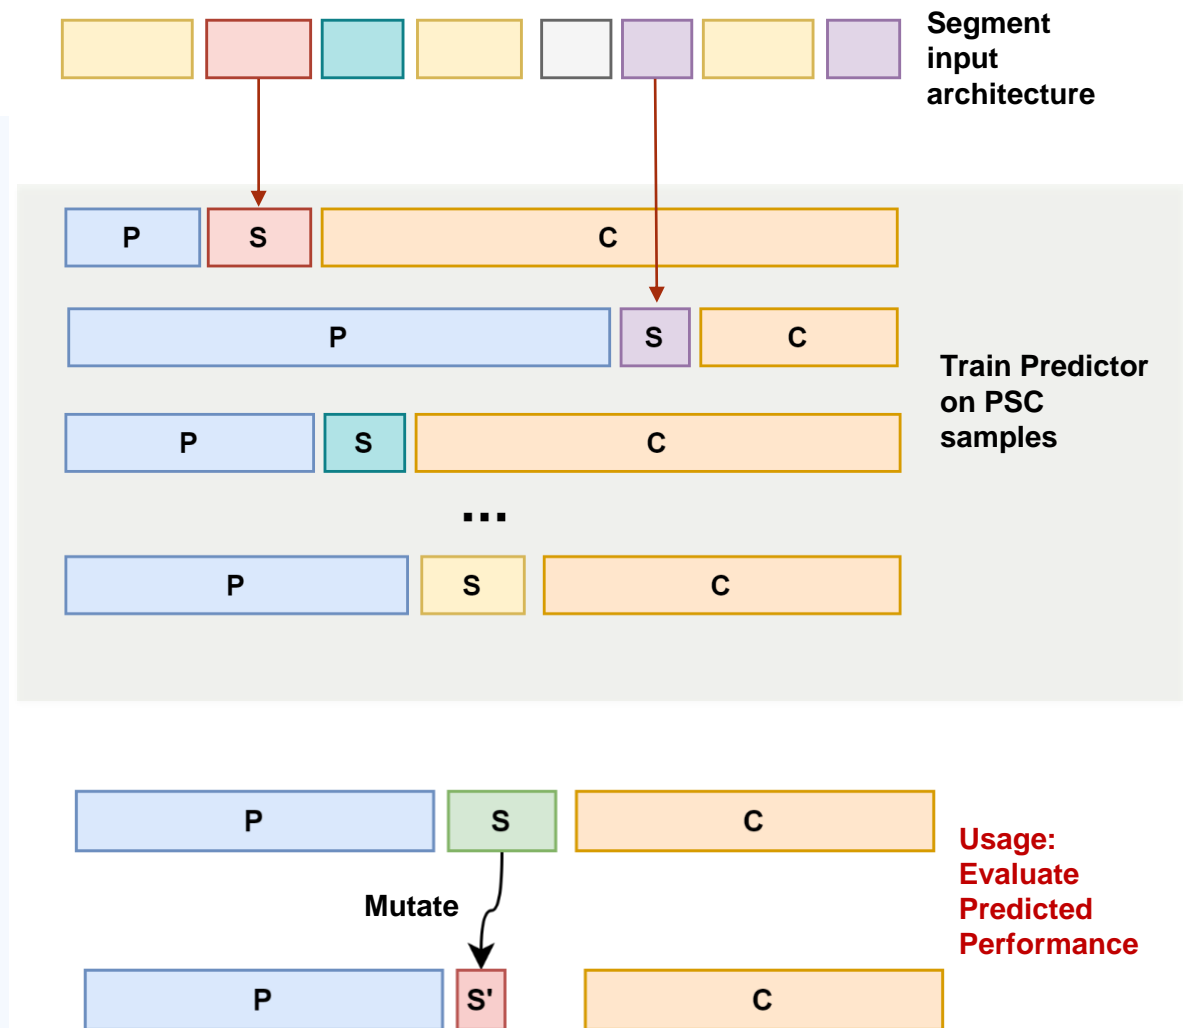 Segment
input
architecture
P S C
P S C
P S C
Train Predictor
on PSC
samples
...
P S C
P S C
Mutate
Usage:
Evaluate
Predicted
Performance
P S' C